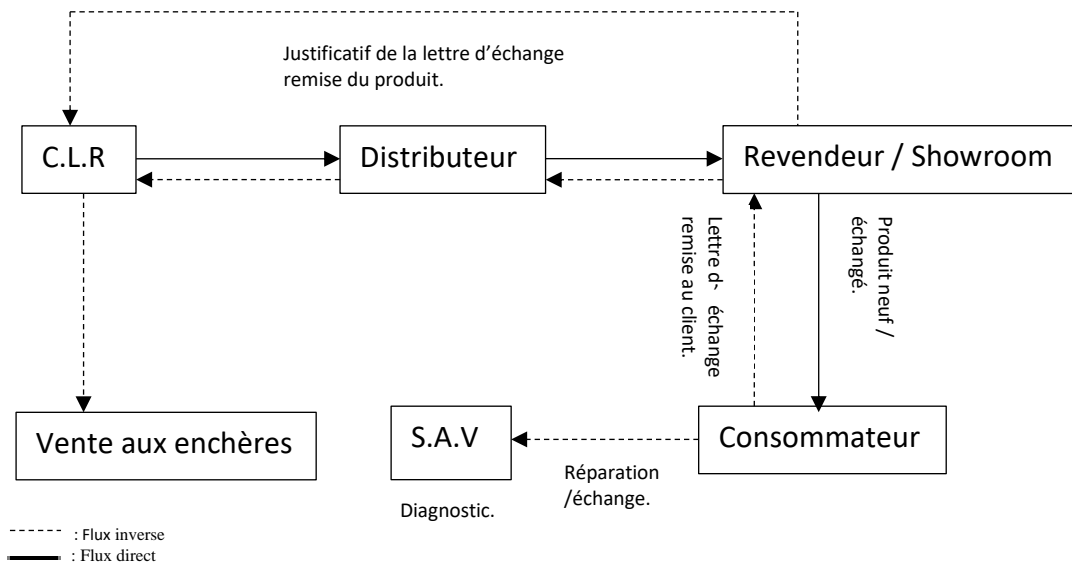 Justificatif de la lettre d’échange
remise du produit.
C.L.R
Distributeur
Revendeur / Showroom
Lettre d` échange
remise au client.
Produit neuf /
échangé.
Vente aux enchères
S.A.V
Consommateur
Réparation
/échange.
Diagnostic.
: Flux inverse
: Flux direct